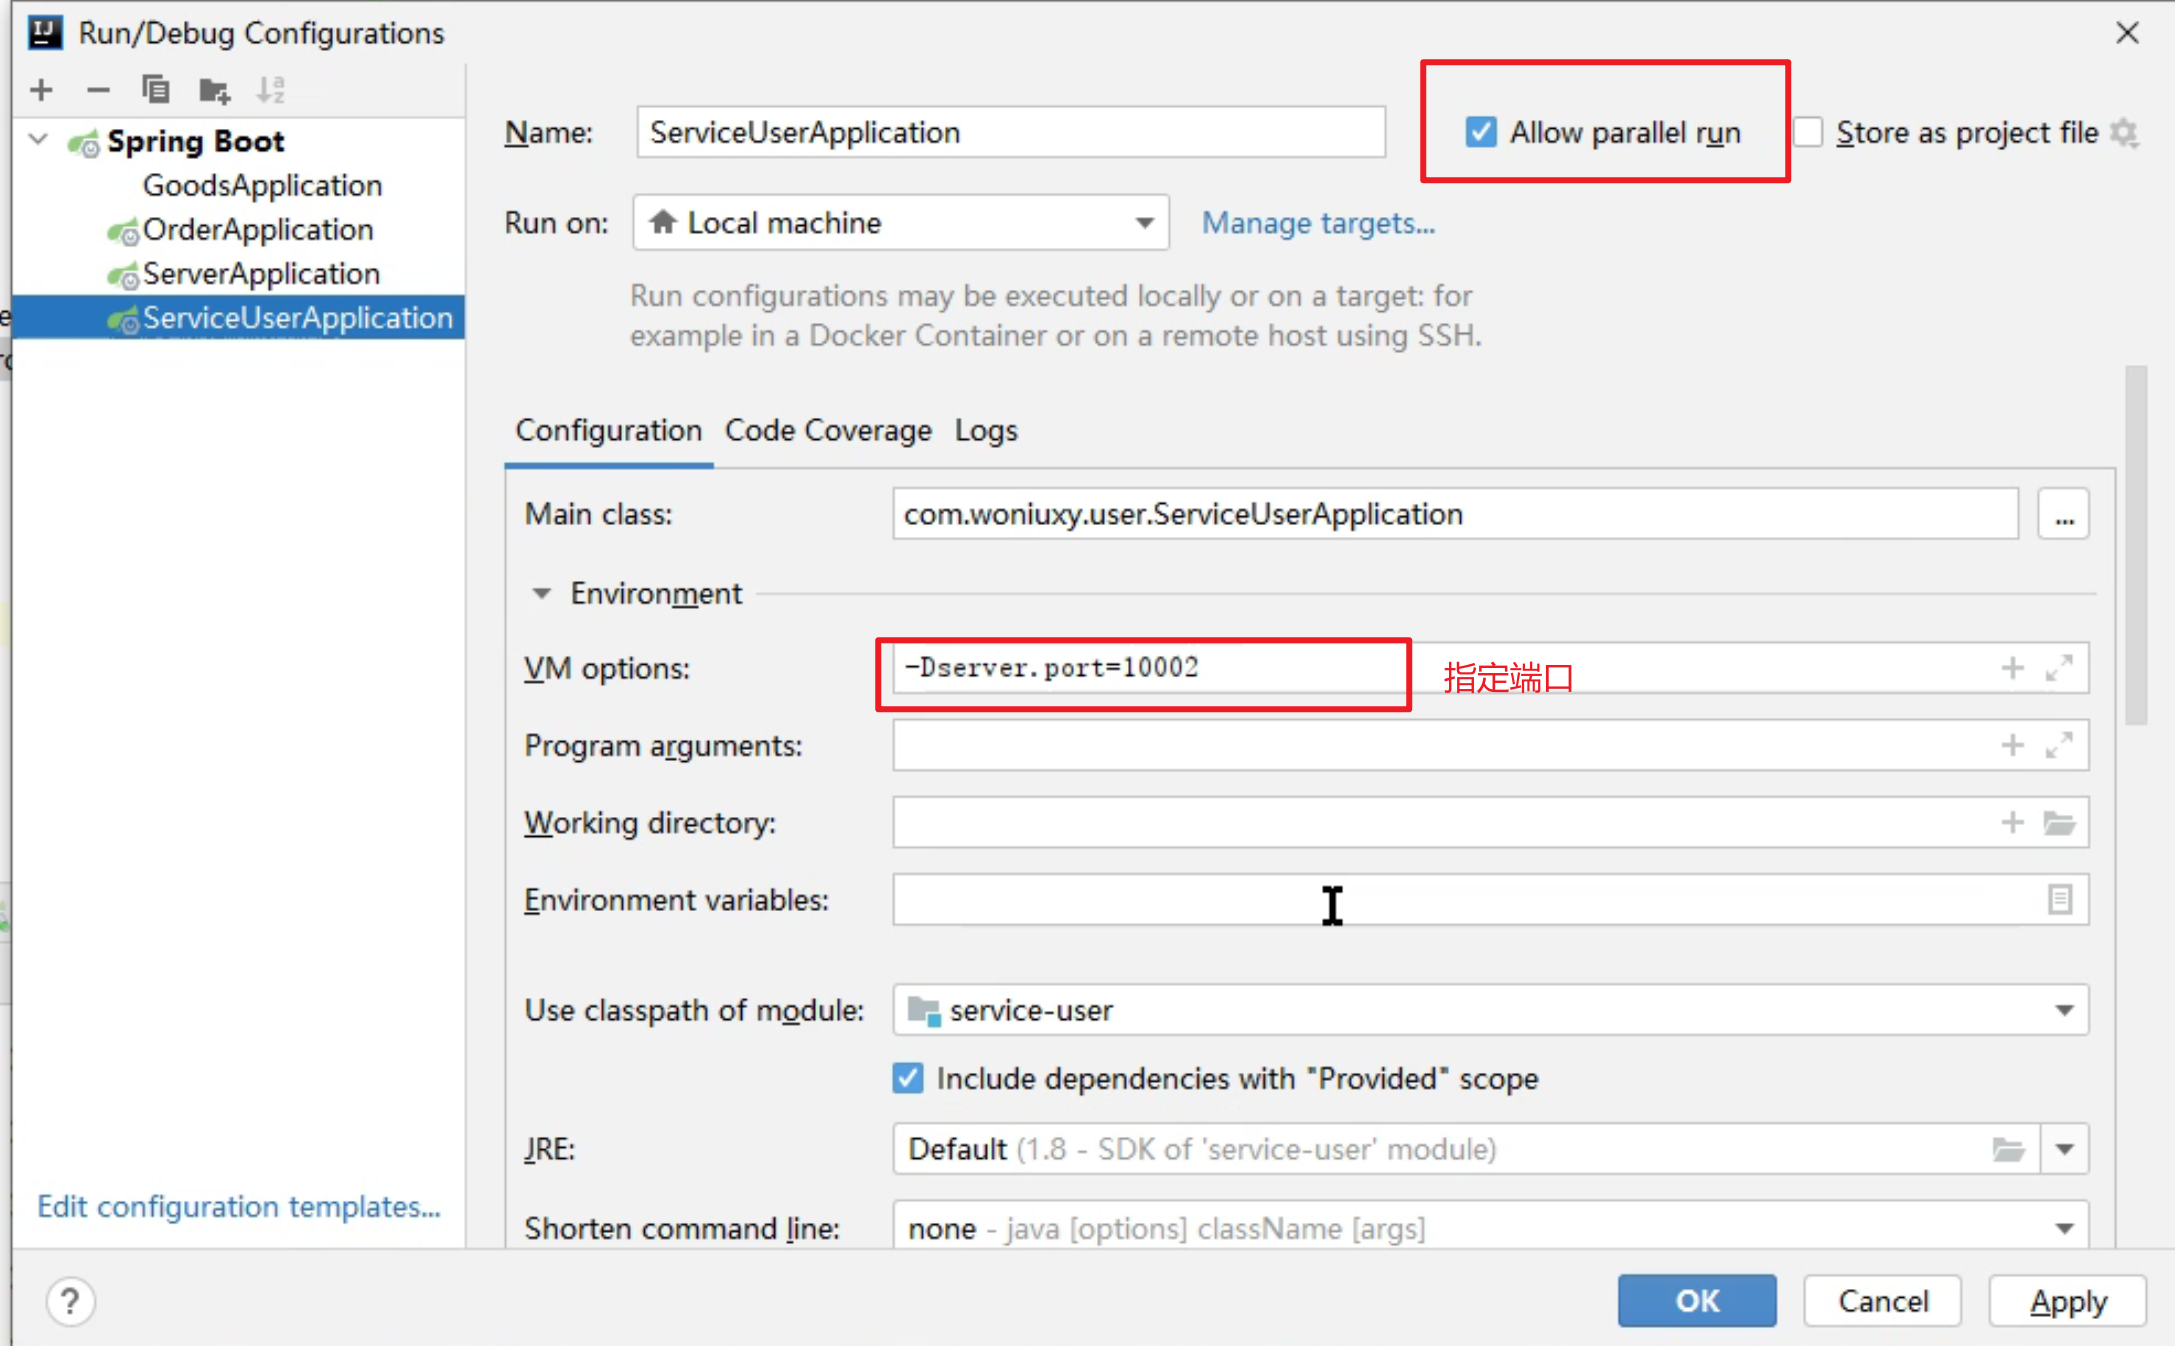 Run/Debug Configurations
Spring Boot
GoodsApplication
OrderApplication
ServerApplication
ServiceUserApplication
Edit configuration templates...
Name: ServiceUserApplication
Allow parallel run
Store as project file
Run on: Local machine Manage targets...
Run configurations may be executed locally or on a target: for
example in a Docker Container or on a remote host using SSH.
Configuration Code Coverage Logs
Main class: com.woniuxy.user.ServiceUserApplication ...
Environment
VM options: -Dserver.port=10002 指定端口
Program arguments:
Working directory:
Environment variables:
Use classpath of module: service-user
Include dependencies with "Provided" scope
JRE: Default (1.8 - SDK of 'service-user' module)
Shorten command line: none - java [options] className [args]
? OK Cancel Apply